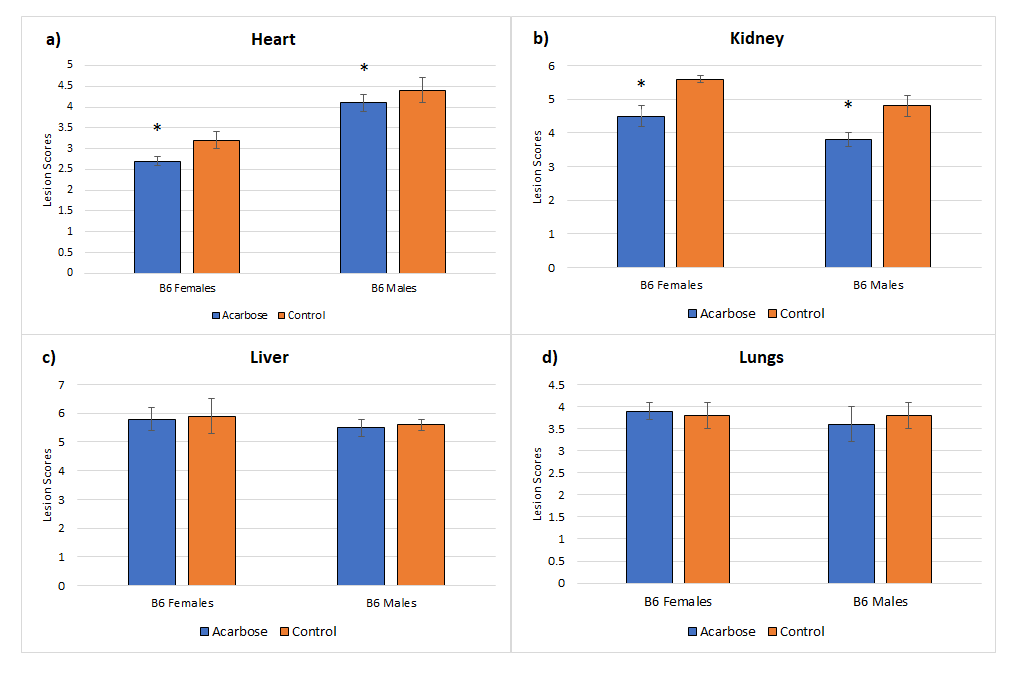 a) Heart
5
4.5
4
3.5
3
2.5
2
1.5
1
0.5
0
Lesion Scores
*
*
B6 Females B6 Males
Acarbose Control
b) Kidney
6
5
4
3
2
1
0
Lesion Scores
*
*
B6 Females B6 Males
Acarbose Control
c) Liver
7
6
5
4
3
2
1
0
Lesion Scores
B6 Females B6 Males
Acarbose Control
d) Lungs
4.5
4
3.5
3
2.5
2
1.5
1
0.5
0
Lesion Scores
B6 Females B6 Males
Acarbose Control